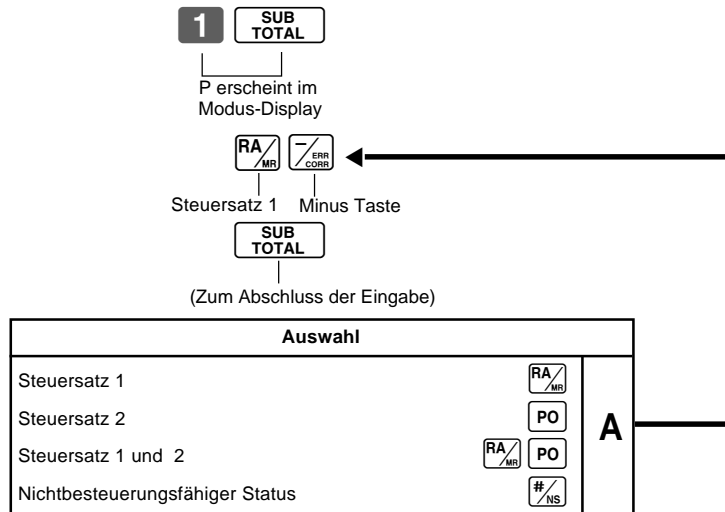 1 SUB TOTAL
P erscheint im
Modus-Display
RA/MR –/ERR CORR
Steuersatz 1 Minus Taste
SUB TOTAL
(Zum Abschluss der Eingabe)
Auswahl
Steuersatz 1 RA/MR
Steuersatz 2 PO
Steuersatz 1 und 2 RA/MR PO
Nichtbesteuerungsfähiger Status #/NS
A